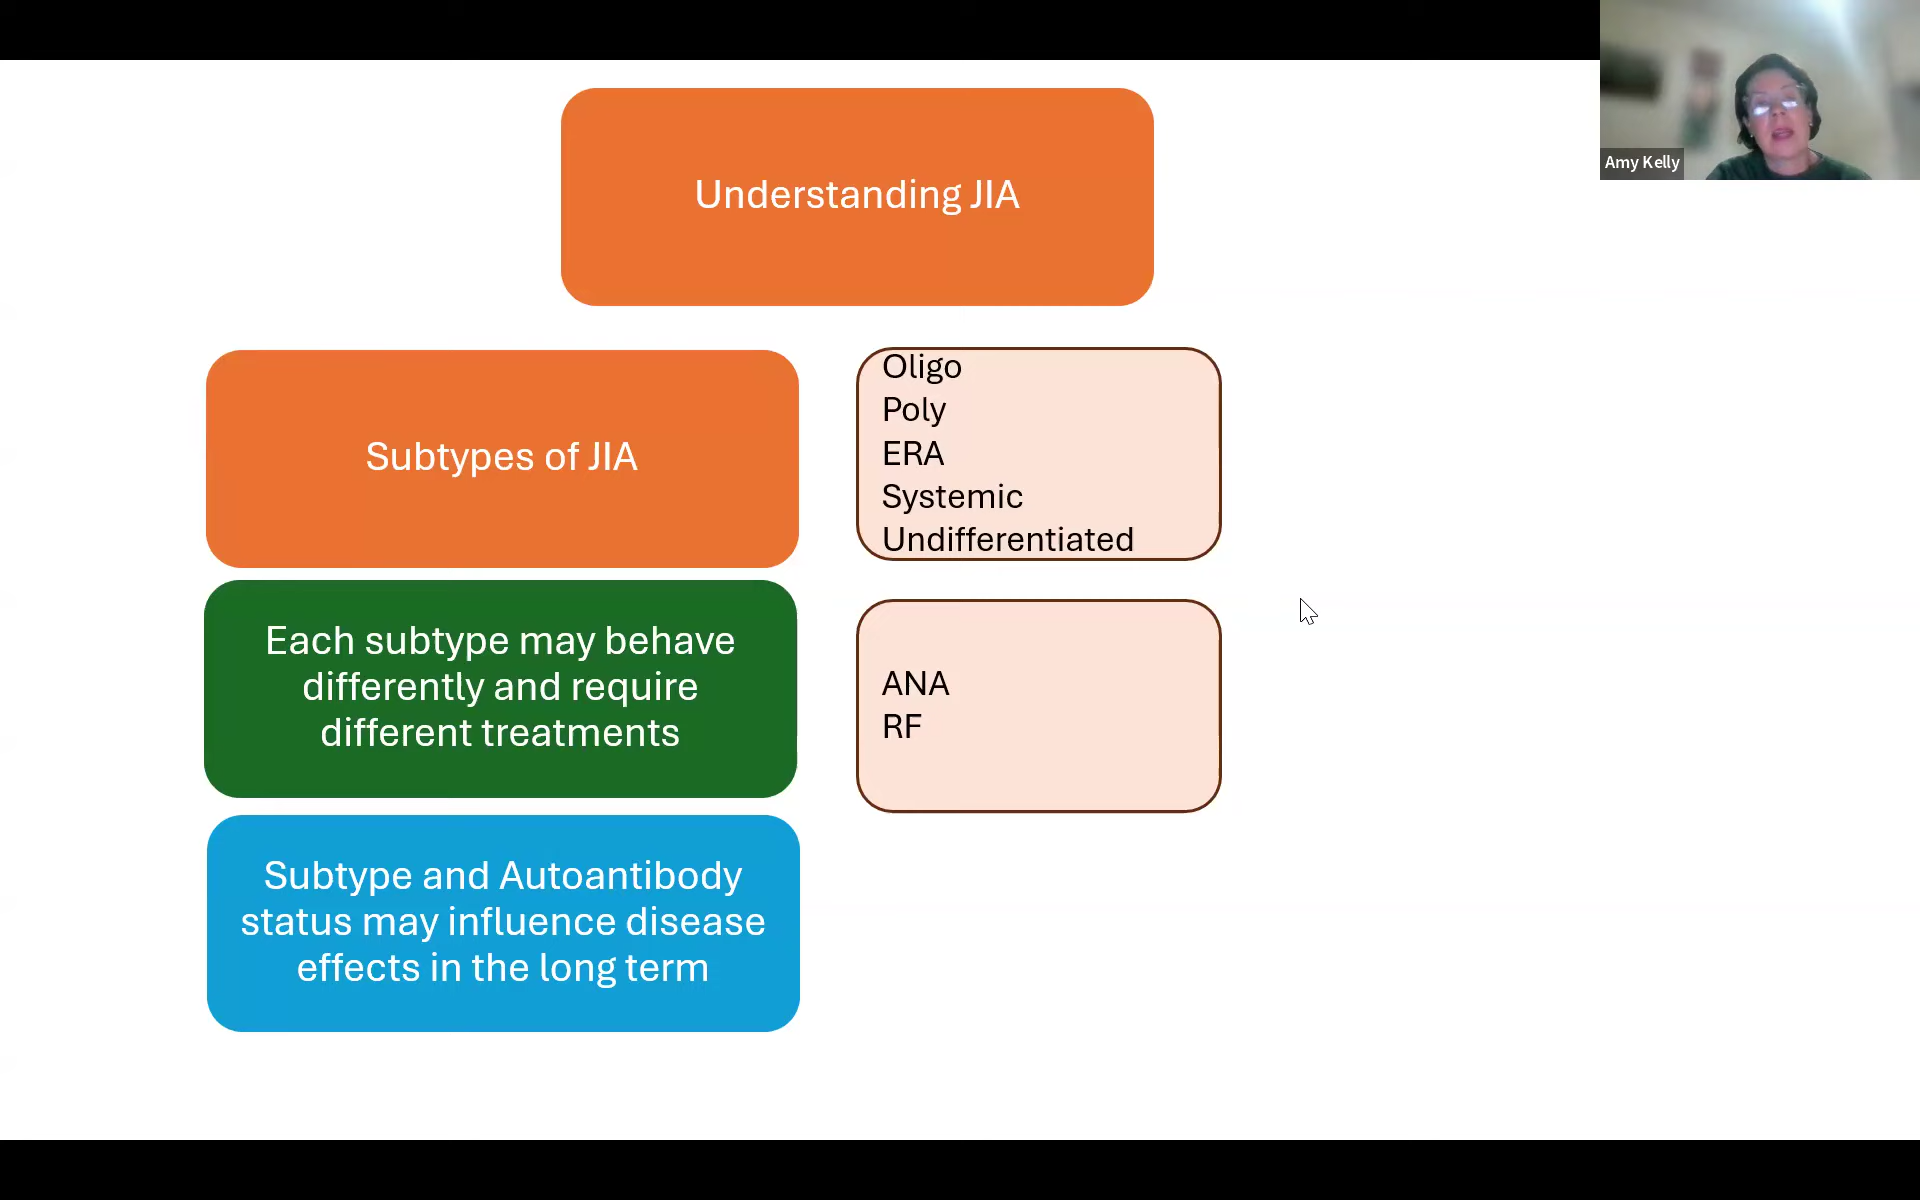 Amy Kelly
Understanding JIA
Subtypes of JIA
Oligo
Poly
ERA
Systemic
Undifferentiated
Each subtype may behave
differently and require
different treatments
ANA
RF
Subtype and Autoantibody
status may influence disease
effects in the long term